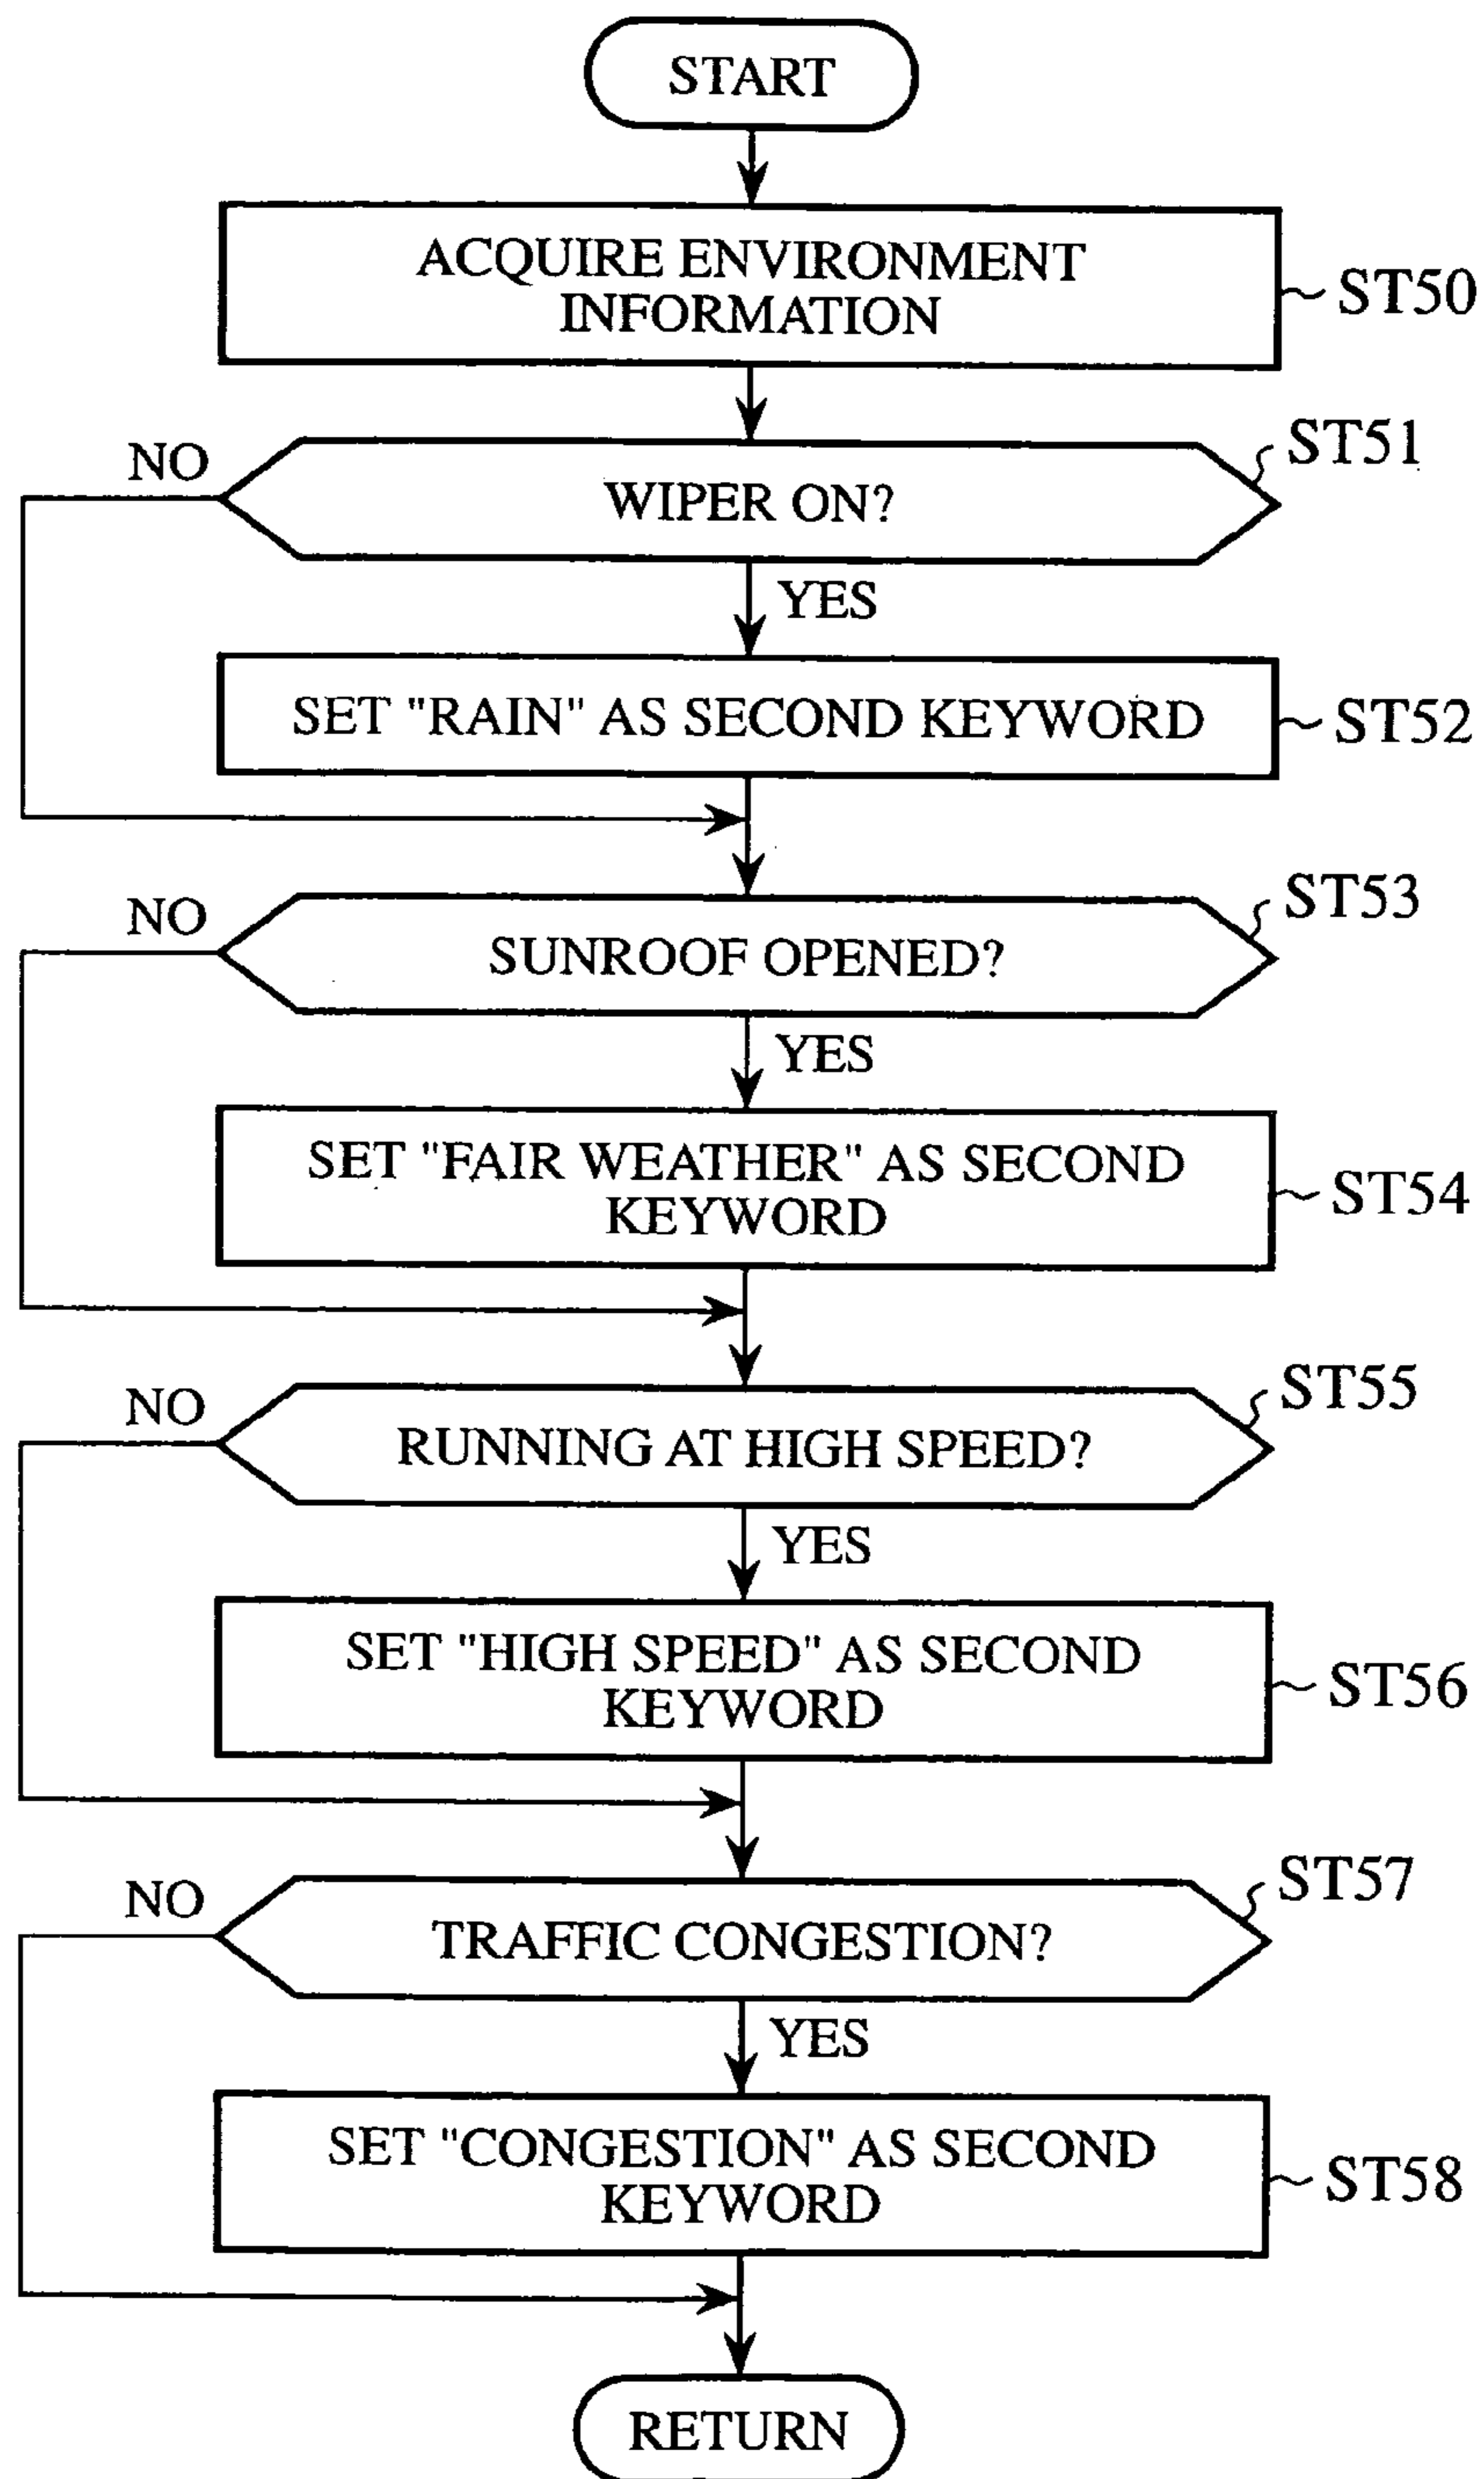 START
ACQUIRE ENVIRONMENT
INFORMATION
ST50
NO
WIPER ON?
ST51
YES
SET "RAIN" AS SECOND KEYWORD
ST52
NO
SUNROOF OPENED?
ST53
YES
SET "FAIR WEATHER" AS SECOND
KEYWORD
ST54
NO
RUNNING AT HIGH SPEED?
ST55
YES
SET "HIGH SPEED" AS SECOND
KEYWORD
ST56
NO
TRAFFIC CONGESTION?
ST57
YES
SET "CONGESTION" AS SECOND
KEYWORD
ST58
RETURN